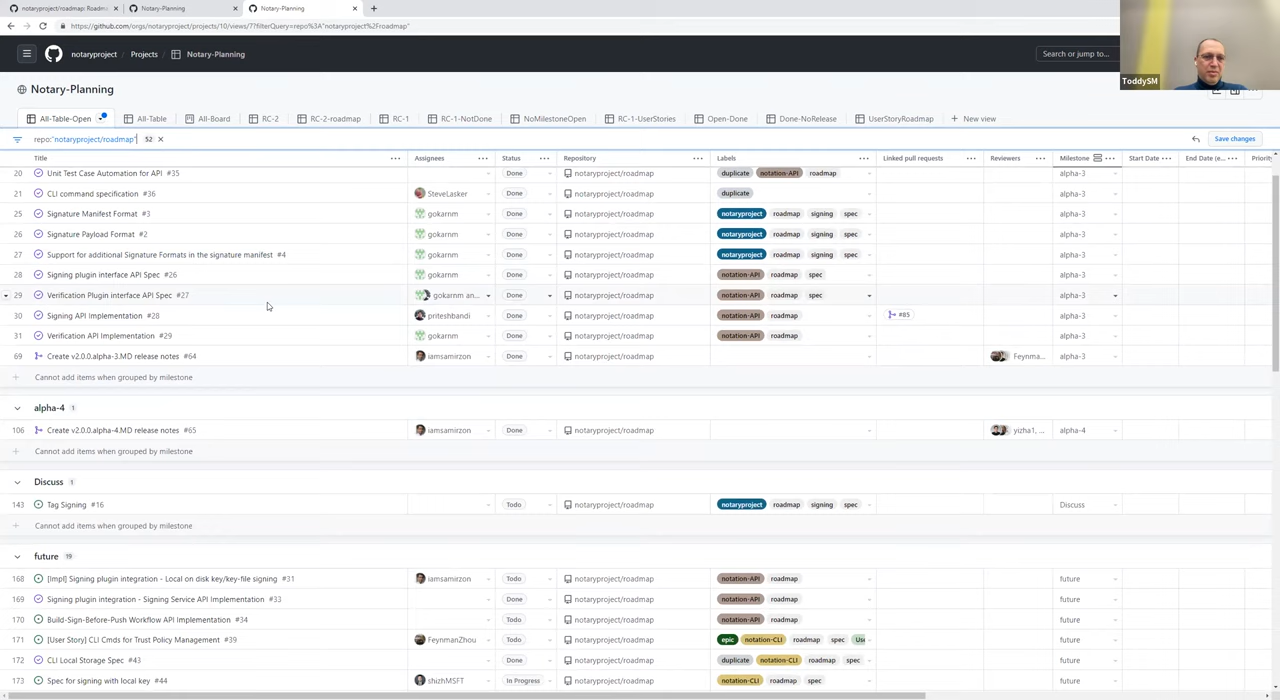 notaryproject/roadmap: Roadma
Notary-Planning
Notary-Planning
https://github.com/orgs/notaryproject/projects/10/views/7?filterQuery=repo%3A"notaryproject%2Froadmap"
notaryproject
Projects
Notary-Planning
Search or jump to...
ToddySM
Notary-Planning
All-Table-Open
All-Table
All-Board
RC-2
RC-2-roadmap
RC-1
RC-1-NotDone
NoMilestoneOpen
RC-1-UserStories
Open-Done
Done-NoRelease
UserStoryRoadmap
New view
repo:"notaryproject/roadmap" 52
Save changes
Title Assignees Status Repository Labels Linked pull requests Reviewers Milestone Start Date End Date (e... Priority
20 Unit Test Case Automation for API #35 Done notaryproject/roadmap duplicate notation-API roadmap alpha-3
21 CLI command specification #36 SteveLasker Done notaryproject/roadmap duplicate alpha-3
25 Signature Manifest Format #3 gokarnm Done notaryproject/roadmap notaryproject roadmap signing spec alpha-3
26 Signature Payload Format #2 gokarnm Done notaryproject/roadmap notaryproject roadmap signing spec alpha-3
27 Support for additional Signature Formats in the signature manifest #4 gokarnm Done notaryproject/roadmap notaryproject roadmap signing spec alpha-3
28 Signing plugin interface API Spec #26 gokarnm Done notaryproject/roadmap notation-API roadmap spec alpha-3
29 Verification Plugin interface API Spec #27 gokarnm an... Done notaryproject/roadmap notation-API roadmap spec alpha-3
30 Signing API Implementation #28 priteshbandi Done notaryproject/roadmap notation-API roadmap #85 alpha-3
31 Verification API Implementation #29 gokarnm Done notaryproject/roadmap notation-API roadmap alpha-3
69 Create v2.0.0.alpha-3.MD release notes #64 iamsamirzon Done notaryproject/roadmap Feynma... alpha-3
Cannot add items when grouped by milestone
alpha-4 1
106 Create v2.0.0.alpha-4.MD release notes #65 iamsamirzon Done notaryproject/roadmap yizha1, ... alpha-4
Cannot add items when grouped by milestone
Discuss 1
143 Tag Signing #16 Todo notaryproject/roadmap notaryproject roadmap signing spec Discuss
Cannot add items when grouped by milestone
future 19
168 [Impl] Signing plugin integration - Local on disk key/key-file signing #31 iamsamirzon Todo notaryproject/roadmap notation-API roadmap future
169 Signing plugin integration - Signing Service API Implementation #33 Done notaryproject/roadmap notation-API roadmap future
170 Build-Sign-Before-Push Workflow API Implementation #34 Todo notaryproject/roadmap notation-API roadmap future
171 [User Story] CLI Cmds for Trust Policy Management #39 FeynmanZhou Todo notaryproject/roadmap epic notation-CLI roadmap spec Use future
172 CLI Local Storage Spec #43 Done notaryproject/roadmap duplicate notation-CLI roadmap spec future
173 Spec for signing with local key #44 shizhMSFT In Progress notaryproject/roadmap notation-CLI roadmap spec future